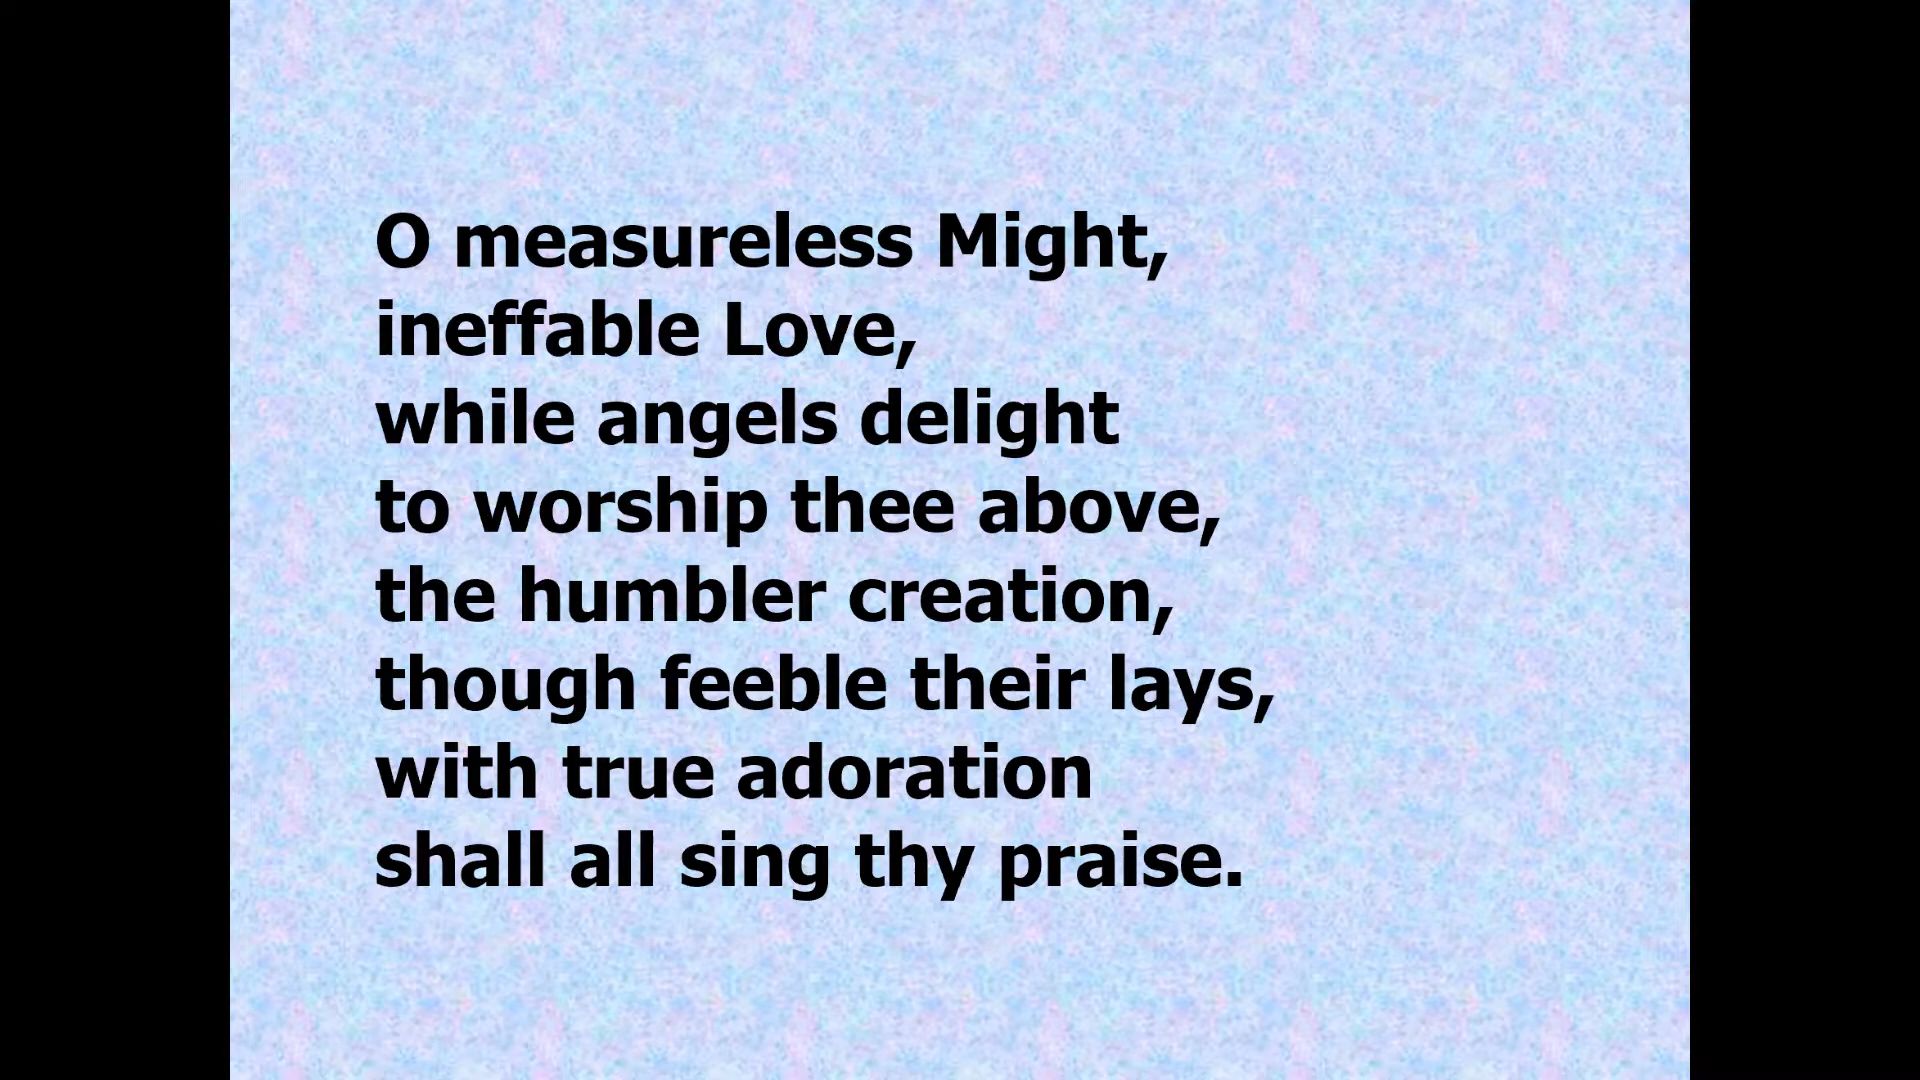 O measureless Might,
ineffable Love,
while angels delight
to worship thee above,
the humbler creation,
though feeble their lays,
with true adoration
shall all sing thy praise.